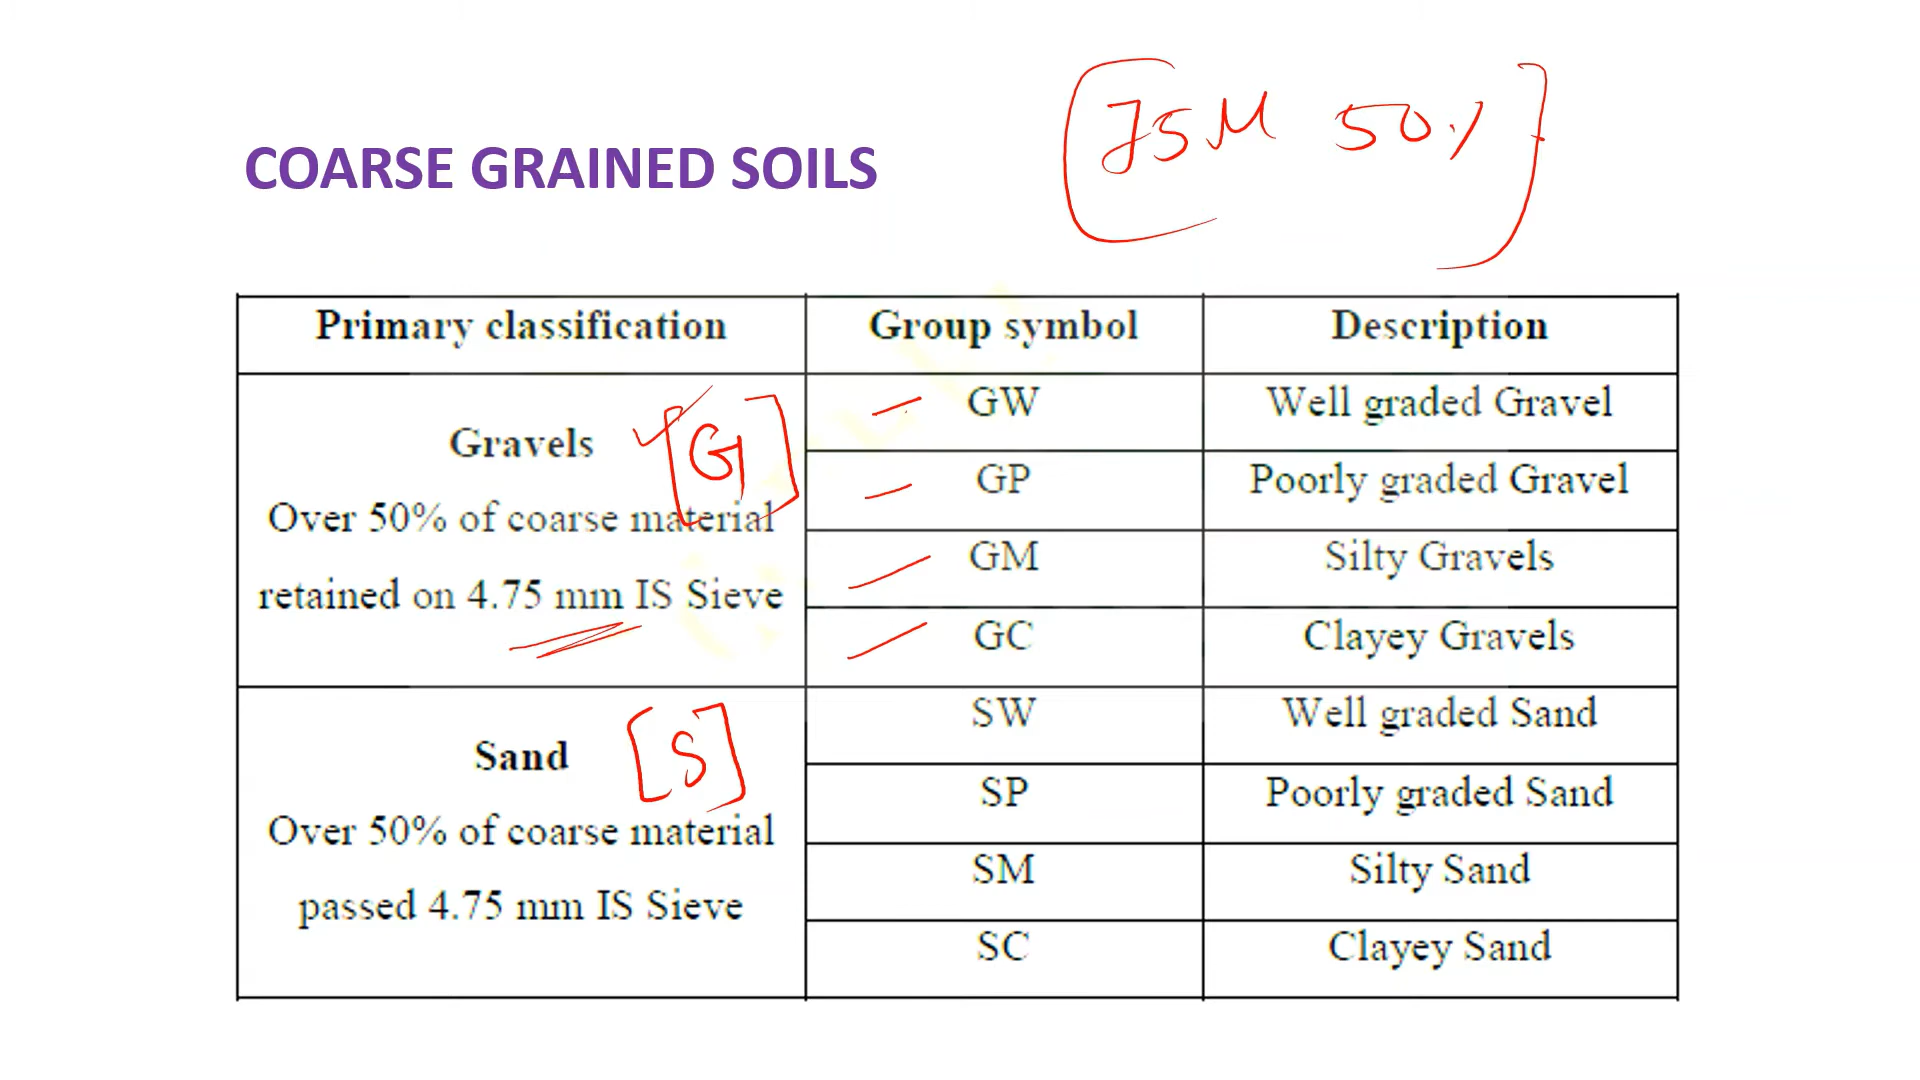 75M 50%
COARSE GRAINED SOILS
Primary classification Group symbol Description
Gravels [G]
Over 50% of coarse material
retained on 4.75 mm IS Sieve
GW Well graded Gravel
GP Poorly graded Gravel
GM Silty Gravels
GC Clayey Gravels
Sand [S]
Over 50% of coarse material
passed 4.75 mm IS Sieve
SW Well graded Sand
SP Poorly graded Sand
SM Silty Sand
SC Clayey Sand